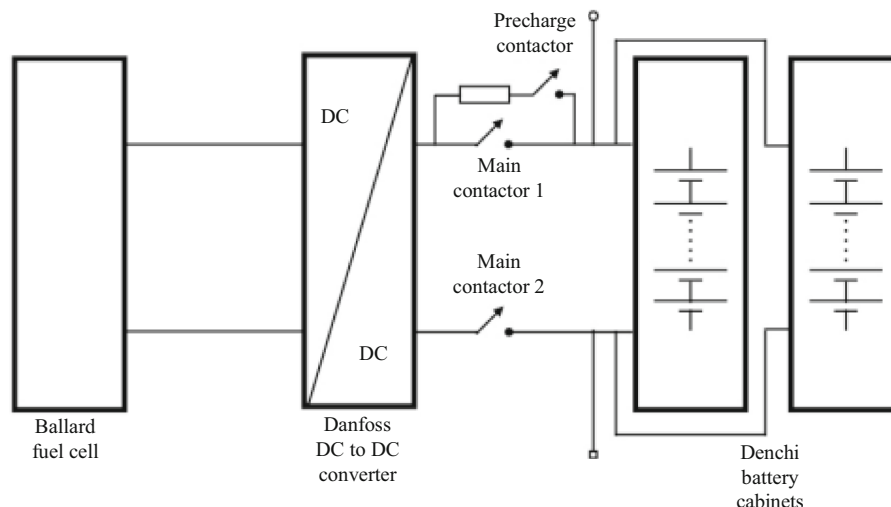 Precharge
contactor
DC
Main
contactor 1
Main
contactor 2
DC
Ballard
fuel cell
Danfoss
DC to DC
converter
Denchi
battery
cabinets